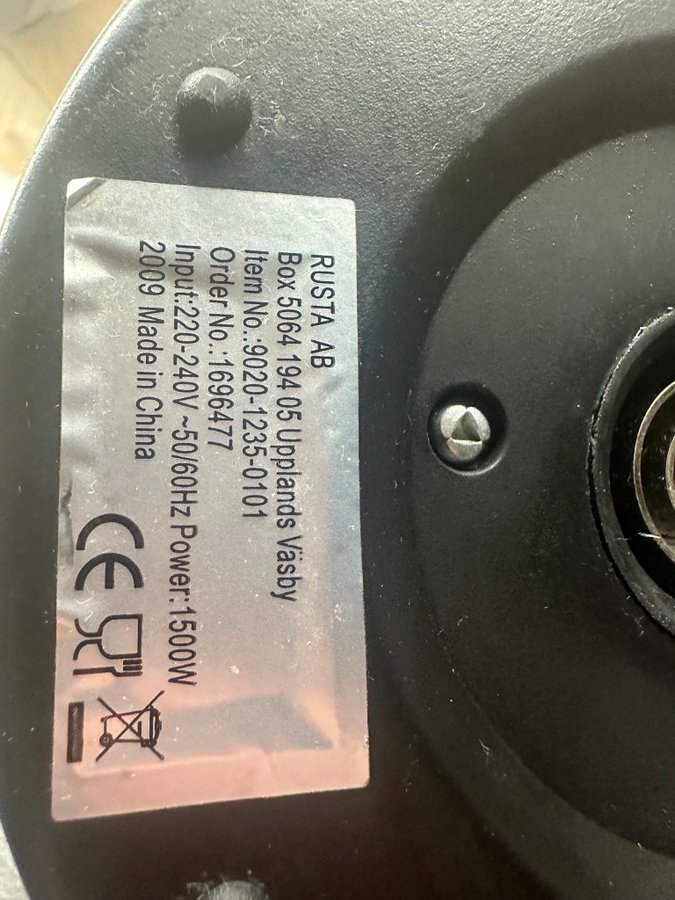 RUSTA AB
Box 5064 194 05 Upplands Väsby
Item No.:9020-1235-0101
Order No.:1696477
Input:220-240V ~50/60Hz Power:1500W
2009 Made in China
CE